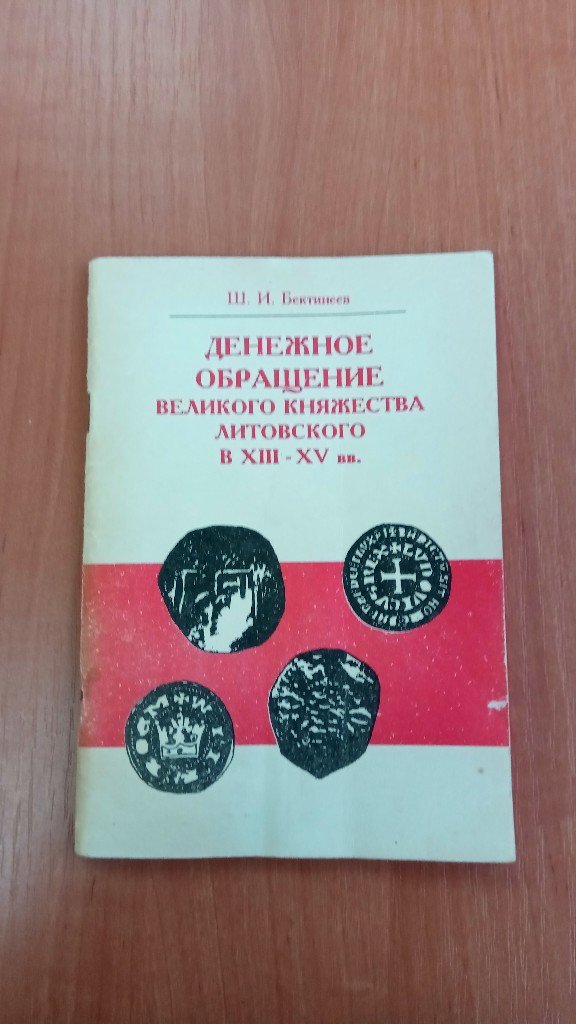 Ш. И. Бектинеев
ДЕНЕЖНОЕ
ОБРАЩЕНИЕ
ВЕЛИКОГО КНЯЖЕСТВА
ЛИТОВСКОГО
В XIII - XV вв.